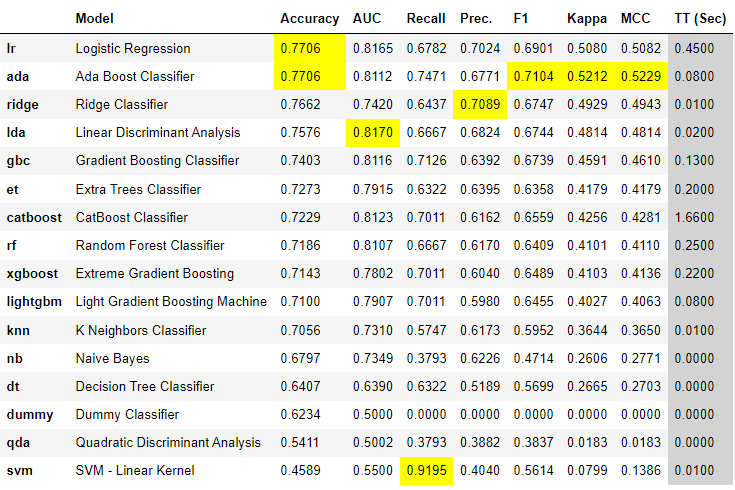 Model Accuracy AUC Recall Prec. F1 Kappa MCC TT (Sec)
lr Logistic Regression 0.7706 0.8165 0.6782 0.7024 0.6901 0.5080 0.5082 0.4500
ada Ada Boost Classifier 0.7706 0.8112 0.7471 0.6771 0.7104 0.5212 0.5229 0.0800
ridge Ridge Classifier 0.7662 0.7420 0.6437 0.7089 0.6747 0.4929 0.4943 0.0100
lda Linear Discriminant Analysis 0.7576 0.8170 0.6667 0.6824 0.6744 0.4814 0.4814 0.0200
gbc Gradient Boosting Classifier 0.7403 0.8116 0.7126 0.6392 0.6739 0.4591 0.4610 0.1300
et Extra Trees Classifier 0.7273 0.7915 0.6322 0.6395 0.6358 0.4179 0.4179 0.2000
catboost CatBoost Classifier 0.7229 0.8123 0.7011 0.6162 0.6559 0.4256 0.4281 1.6600
rf Random Forest Classifier 0.7186 0.8107 0.6667 0.6170 0.6409 0.4101 0.4110 0.2500
xgboost Extreme Gradient Boosting 0.7143 0.7802 0.7011 0.6040 0.6489 0.4103 0.4136 0.2200
lightgbm Light Gradient Boosting Machine 0.7100 0.7907 0.7011 0.5980 0.6455 0.4027 0.4063 0.0800
knn K Neighbors Classifier 0.7056 0.7310 0.5747 0.6173 0.5952 0.3644 0.3650 0.0100
nb Naive Bayes 0.6797 0.7349 0.3793 0.6226 0.4714 0.2606 0.2771 0.0000
dt Decision Tree Classifier 0.6407 0.6390 0.6322 0.5189 0.5699 0.2665 0.2703 0.0000
dummy Dummy Classifier 0.6234 0.5000 0.0000 0.0000 0.0000 0.0000 0.0000 0.0000
qda Quadratic Discriminant Analysis 0.5411 0.5002 0.3793 0.3882 0.3837 0.0183 0.0183 0.0000
svm SVM - Linear Kernel 0.4589 0.5500 0.9195 0.4040 0.5614 0.0799 0.1386 0.0100